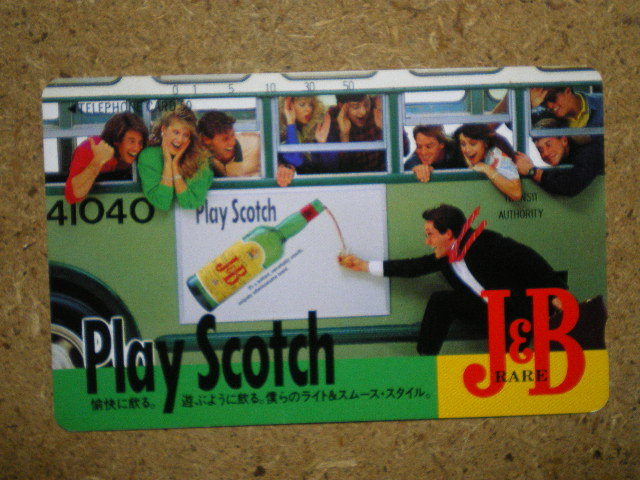 0 1 5 10 30 50
◀TELEPHONE CARD 50
41040
Play Scotch
TRANSIT
AUTHORITY
J&B
Play Scotch
愉快に飲る。 遊ぶように飲る。僕らのライト&スムース・スタイル。
J&B
RARE